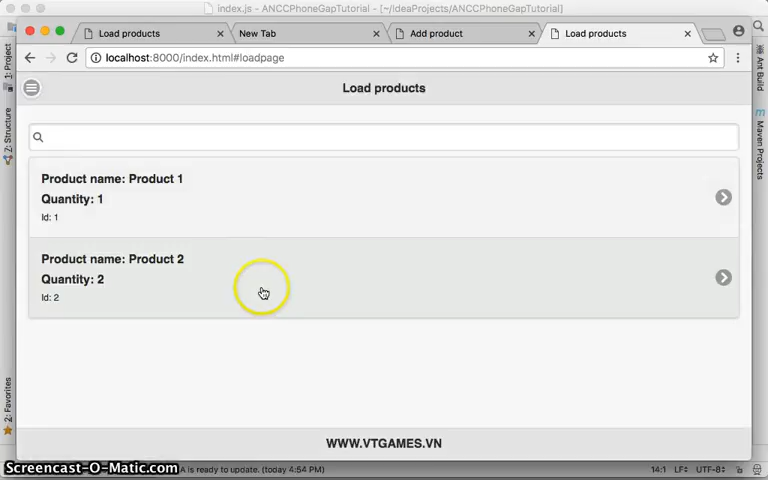 index.js - ANCCPhoneGapTutorial - [~/IdeaProjects/ANCCPhoneGapTutorial]
Load products
New Tab
Add product
Load products
localhost:8000/index.html#loadpage
Load products
Product name: Product 1
Quantity: 1
Id: 1
Product name: Product 2
Quantity: 2
Id: 2
WWW.VTGAMES.VN
1: Project
Z: Structure
2: Favorites
Ant Build
Maven Projects
Screencast-O-Matic.com
A is ready to update. (today 4:54 PM)
14:1
LF
UTF-8